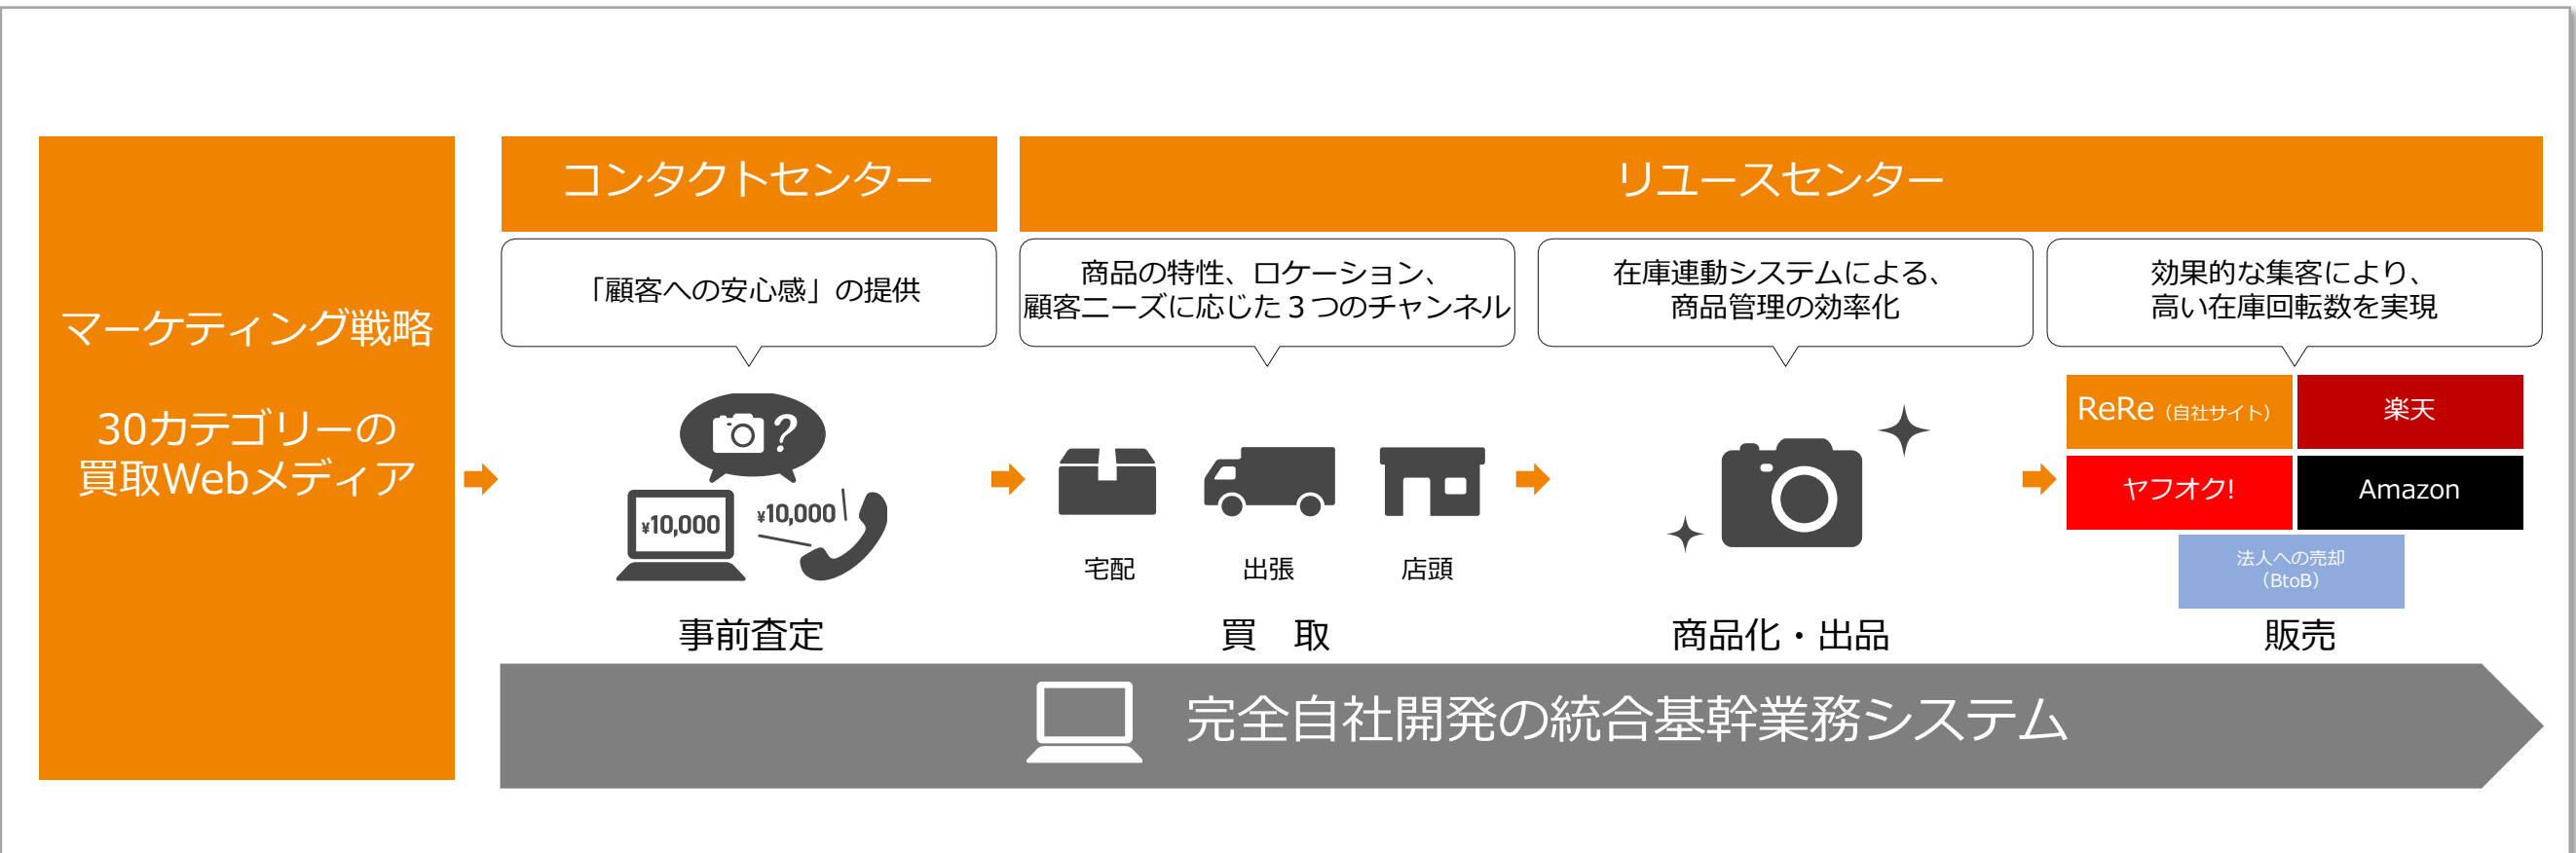 マーケティング戦略
30カテゴリーの
買取Webメディア
コンタクトセンター
「顧客への安心感」の提供
?
¥10,000
¥10,000
事前査定
リユースセンター
商品の特性、ロケーション、
顧客ニーズに応じた3つのチャンネル
宅配
出張
店頭
買　取
在庫連動システムによる、
商品管理の効率化
商品化・出品
効果的な集客により、
高い在庫回転数を実現
ReRe（自社サイト）
楽天
ヤフオク!
Amazon
法人への売却
（BtoB）
販売
完全自社開発の統合基幹業務システム